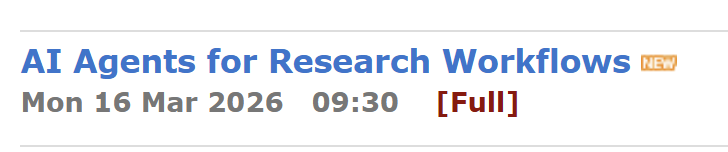 AI Agents for Research Workflows NEW
Mon 16 Mar 2026 09:30 [Full]